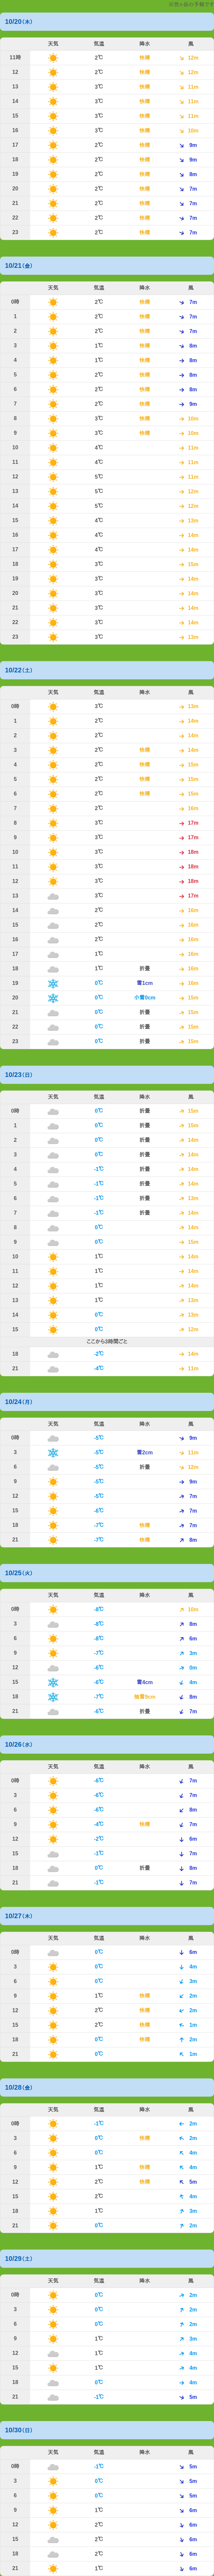 10/20(木)
天気 気温 降水 風
11時 2℃ 快晴 12m
12 2℃ 快晴 12m
13 3℃ 快晴 11m
14 3℃ 快晴 11m
15 3℃ 快晴 11m
16 3℃ 快晴 10m
17 2℃ 快晴 9m
18 2℃ 快晴 9m
19 2℃ 快晴 8m
20 2℃ 快晴 7m
21 2℃ 快晴 7m
22 2℃ 快晴 7m
23 2℃ 快晴 7m
10/21(金)
天気 気温 降水 風
0時 2℃ 快晴 7m
1 2℃ 快晴 7m
2 2℃ 快晴 7m
3 1℃ 快晴 8m
4 1℃ 快晴 8m
5 2℃ 快晴 8m
6 2℃ 快晴 8m
7 2℃ 快晴 9m
8 3℃ 快晴 10m
9 3℃ 快晴 10m
10 4℃ 11m
11 4℃ 11m
12 5℃ 11m
13 5℃ 12m
14 5℃ 12m
15 4℃ 13m
16 4℃ 14m
17 4℃ 14m
18 3℃ 15m
19 3℃ 14m
20 3℃ 14m
21 3℃ 14m
22 3℃ 14m
23 3℃ 13m
10/22(土)
天気 気温 降水 風
0時 3℃ 13m
1 2℃ 14m
2 2℃ 14m
3 2℃ 快晴 14m
4 2℃ 快晴 15m
5 2℃ 快晴 15m
6 2℃ 快晴 15m
7 2℃ 16m
8 3℃ 17m
9 3℃ 17m
10 3℃ 18m
11 3℃ 18m
12 3℃ 18m
13 3℃ 17m
14 2℃ 16m
15 2℃ 16m
16 2℃ 16m
17 1℃ 16m
18 1℃ 折曇 16m
19 0℃ 雪1cm 16m
20 0℃ 小雪0cm 15m
21 0℃ 折曇 15m
22 0℃ 折曇 15m
23 0℃ 折曇 15m
10/23(日)
天気 気温 降水 風
0時 0℃ 折曇 15m
1 0℃ 折曇 15m
2 0℃ 折曇 14m
3 0℃ 折曇 14m
4 -1℃ 折曇 14m
5 -1℃ 折曇 14m
6 -1℃ 折曇 13m
7 -1℃ 折曇 14m
8 0℃ 14m
9 0℃ 15m
10 1℃ 14m
11 1℃ 14m
12 1℃ 14m
13 1℃ 13m
14 0℃ 13m
15 0℃ 12m
ここから3時間ごと
18 -2℃ 14m
21 -4℃ 11m
10/24(月)
天気 気温 降水 風
0時 -5℃ 9m
3 -5℃ 雪2cm 11m
6 -5℃ 折曇 12m
9 -5℃ 9m
12 -5℃ 7m
15 -6℃ 7m
18 -7℃ 快晴 7m
21 -7℃ 快晴 8m
10/25(火)
天気 気温 降水 風
0時 -8℃ 10m
3 -8℃ 8m
6 -8℃ 6m
9 -7℃ 3m
12 -6℃ 0m
15 -6℃ 雪4cm 4m
18 -7℃ 強雪5cm 8m
21 -6℃ 折曇 7m
10/26(水)
天気 気温 降水 風
0時 -6℃ 7m
3 -6℃ 7m
6 -6℃ 8m
9 -4℃ 快晴 7m
12 -2℃ 6m
15 -1℃ 7m
18 0℃ 折曇 8m
21 -1℃ 7m
10/27(木)
天気 気温 降水 風
0時 0℃ 6m
3 0℃ 4m
6 0℃ 3m
9 1℃ 快晴 2m
12 2℃ 快晴 2m
15 2℃ 快晴 1m
18 0℃ 快晴 2m
21 0℃ 1m
10/28(金)
天気 気温 降水 風
0時 -1℃ 2m
3 0℃ 快晴 2m
6 0℃ 4m
9 1℃ 快晴 4m
12 2℃ 快晴 5m
15 2℃ 4m
18 1℃ 3m
21 0℃ 2m
10/29(土)
天気 気温 降水 風
0時 0℃ 2m
3 0℃ 2m
6 0℃ 2m
9 1℃ 3m
12 1℃ 4m
15 1℃ 4m
18 0℃ 4m
21 -1℃ 5m
10/30(日)
天気 気温 降水 風
0時 -1℃ 5m
3 0℃ 5m
6 0℃ 5m
9 1℃ 6m
12 2℃ 6m
15 2℃ 6m
18 2℃ 6m
21 1℃ 6m